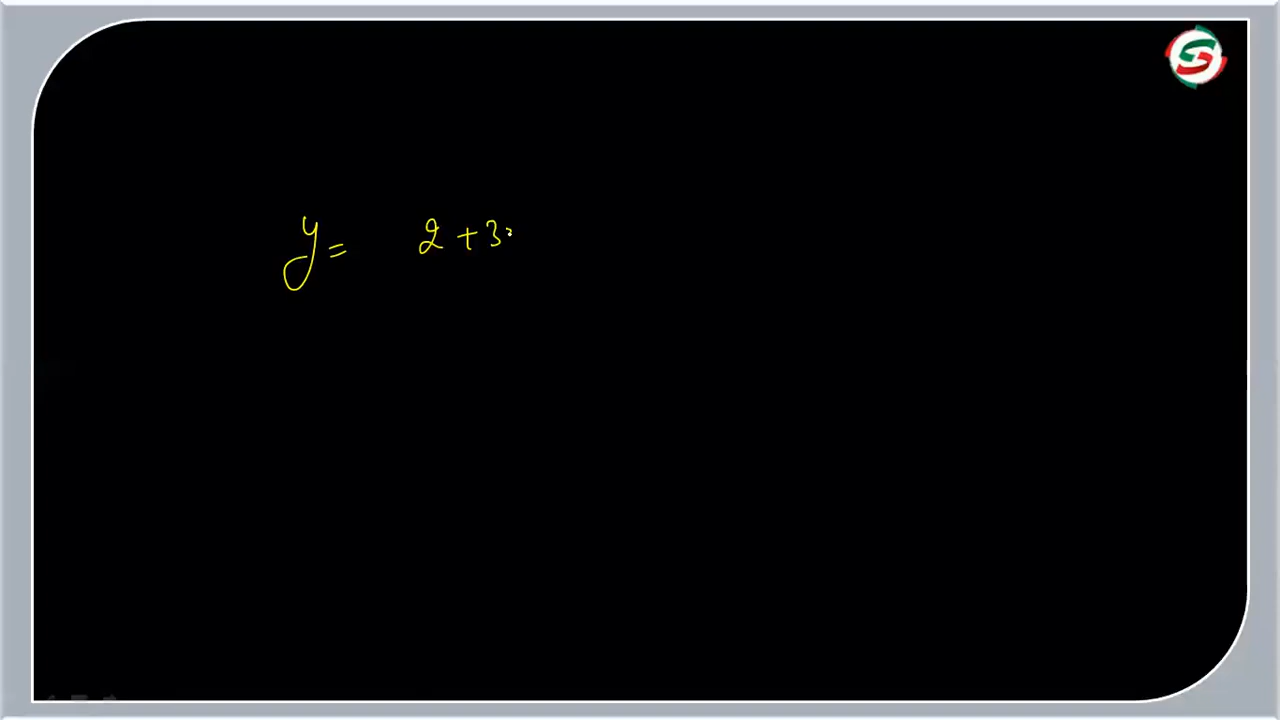 y = 2 + 3